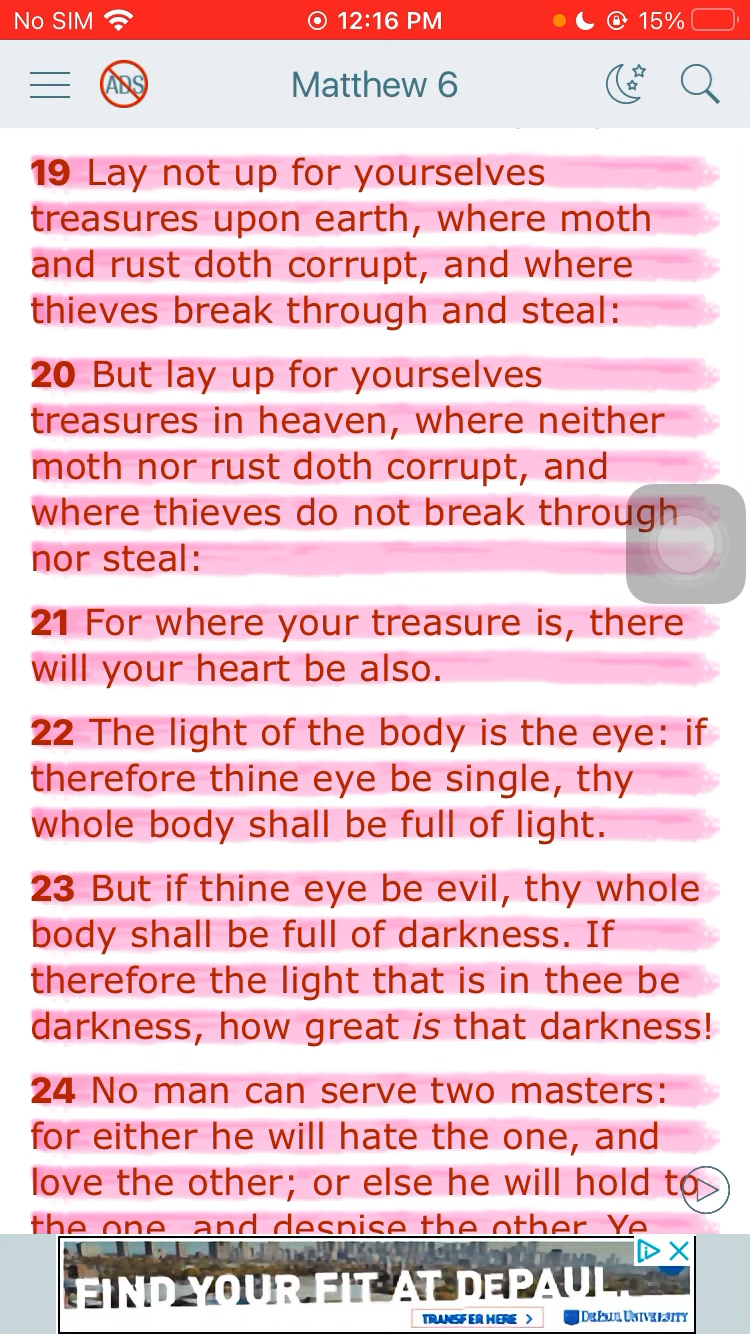 No SIM 12:16 PM 15%
ADS Matthew 6
19 Lay not up for yourselves
treasures upon earth, where moth
and rust doth corrupt, and where
thieves break through and steal:
20 But lay up for yourselves
treasures in heaven, where neither
moth nor rust doth corrupt, and
where thieves do not break through
nor steal:
21 For where your treasure is, there
will your heart be also.
22 The light of the body is the eye: if
therefore thine eye be single, thy
whole body shall be full of light.
23 But if thine eye be evil, thy whole
body shall be full of darkness. If
therefore the light that is in thee be
darkness, how great is that darkness!
24 No man can serve two masters:
for either he will hate the one, and
love the other; or else he will hold to
the one, and despise the other. Ye
FIND YOUR FIT AT DEPAUL.
TRANSFER HERE >
DEPAUL UNIVERSITY